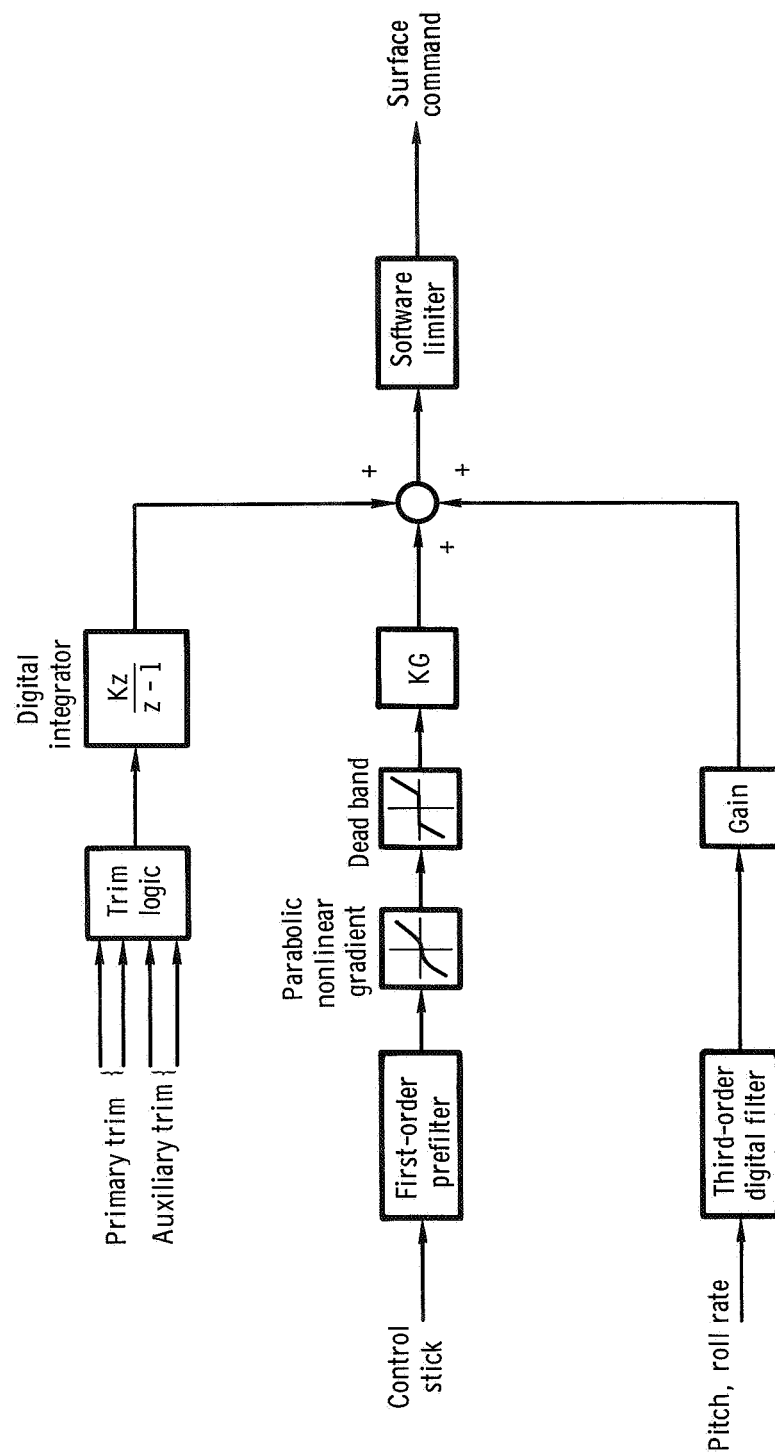 Digital
integrator
Primary trim {
Auxiliary trim {
Trim
logic
Kz
z - 1
+
Parabolic
nonlinear
gradient
Dead band
Control
stick
First-order
prefilter
KG
+
+
Software
limiter
Surface
command
Pitch, roll rate
Third-order
digital filter
Gain